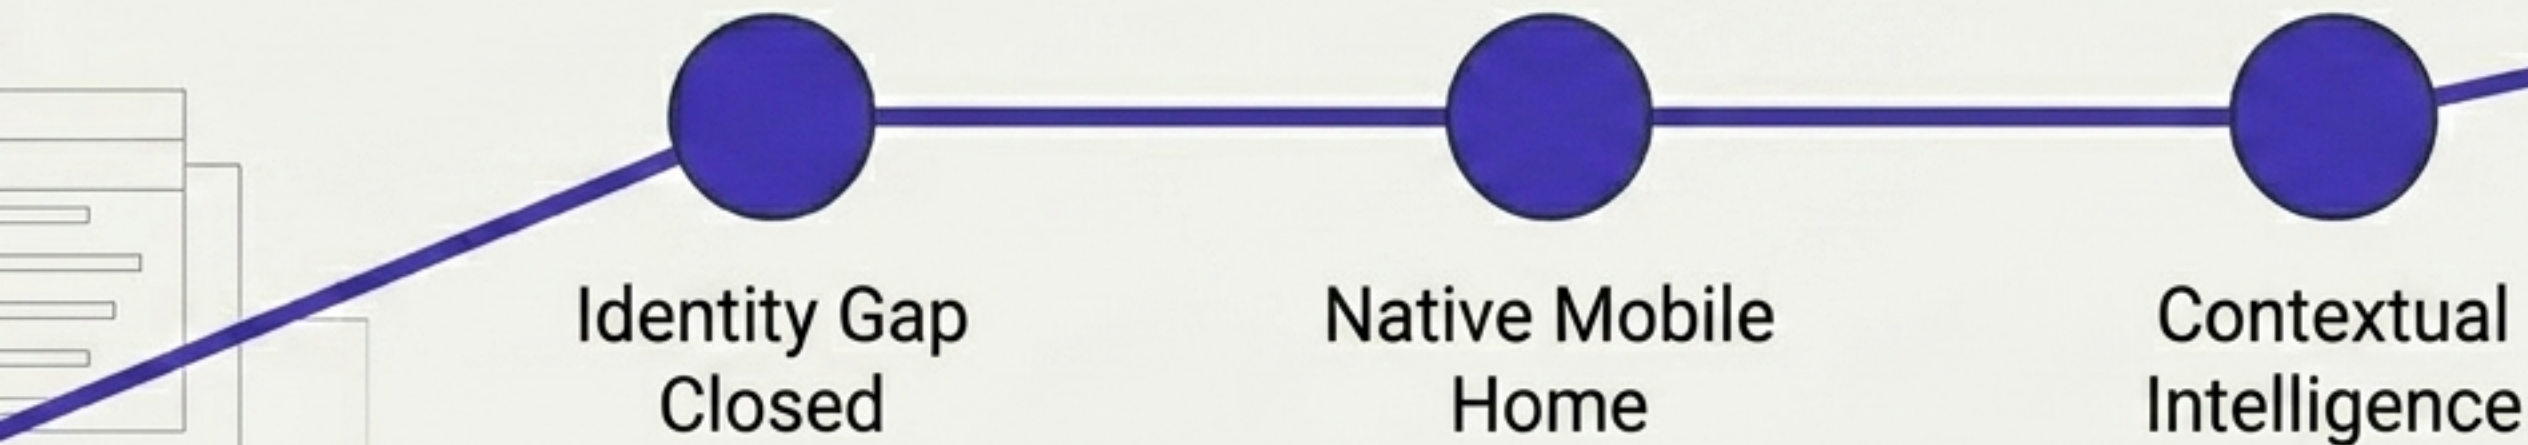 Identity Gap
Closed
Native Mobile
Home
Contextual
Intelligence